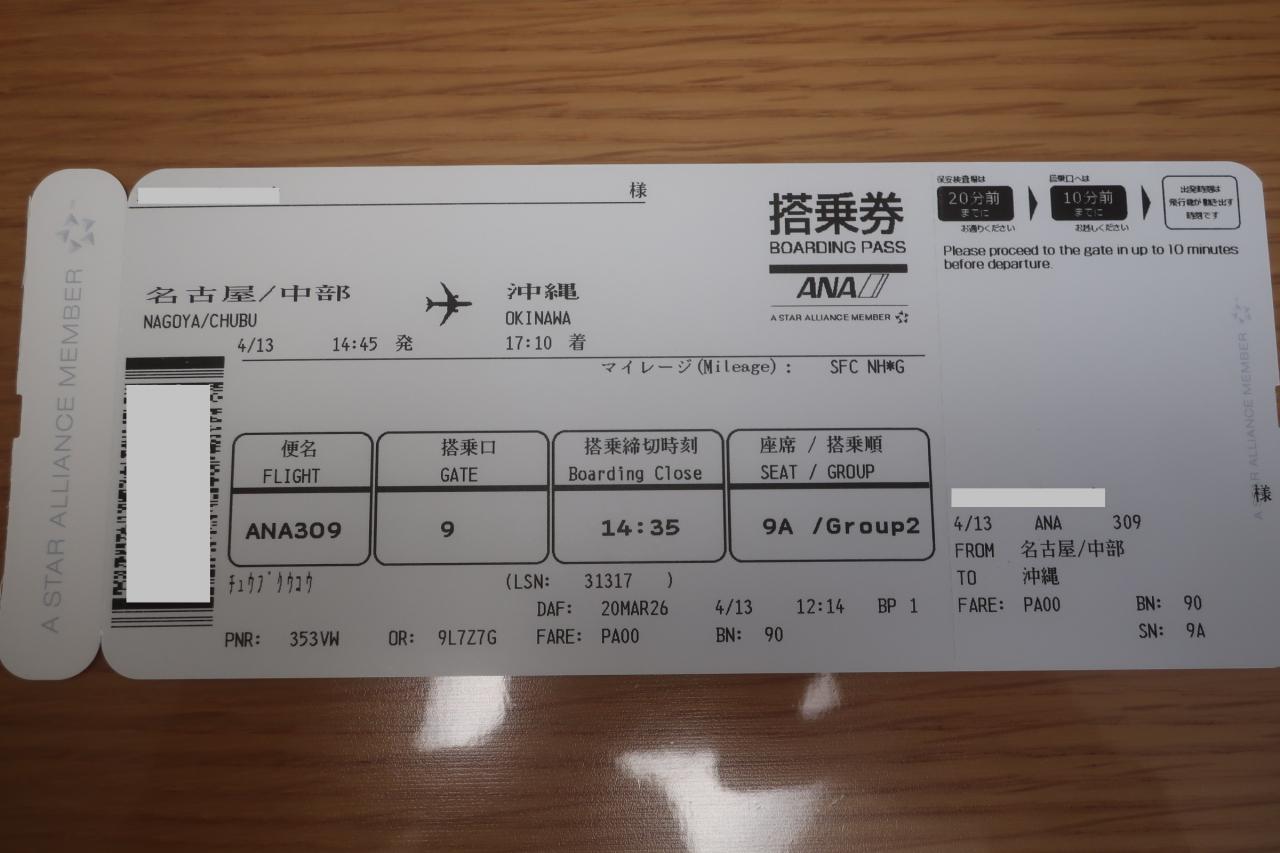 A STAR ALLIANCE MEMBER
様
搭乗券
BOARDING PASS
ANA
A STAR ALLIANCE MEMBER
名古屋/中部 沖縄
NAGOYA/CHUBU OKINAWA
4/13 14:45 発 17:10 着
マイレージ(Mileage): SFC NH*G
便名 搭乗口 搭乗締切時刻 座席 / 搭乗順
FLIGHT GATE Boarding Close SEAT / GROUP
ANA309 9 14:35 9A /Group2
ﾁｭｳﾌﾞｸｳｺｳ (LSN: 31317 )
DAF: 20MAR26 4/13 12:14 BP 1
PNR: 353VW OR: 9L7Z7G FARE: PA00 BN: 90
保安検査場は 搭乗口へは
20分前 10分前
までに までに
お通りください お越しください
出発時刻は
飛行機が動き出す
時刻です
Please proceed to the gate in up to 10 minutes
before departure.
A STAR ALLIANCE MEMBER
様
4/13 ANA 309
FROM 名古屋/中部
TO 沖縄
FARE: PA00 BN: 90
SN: 9A